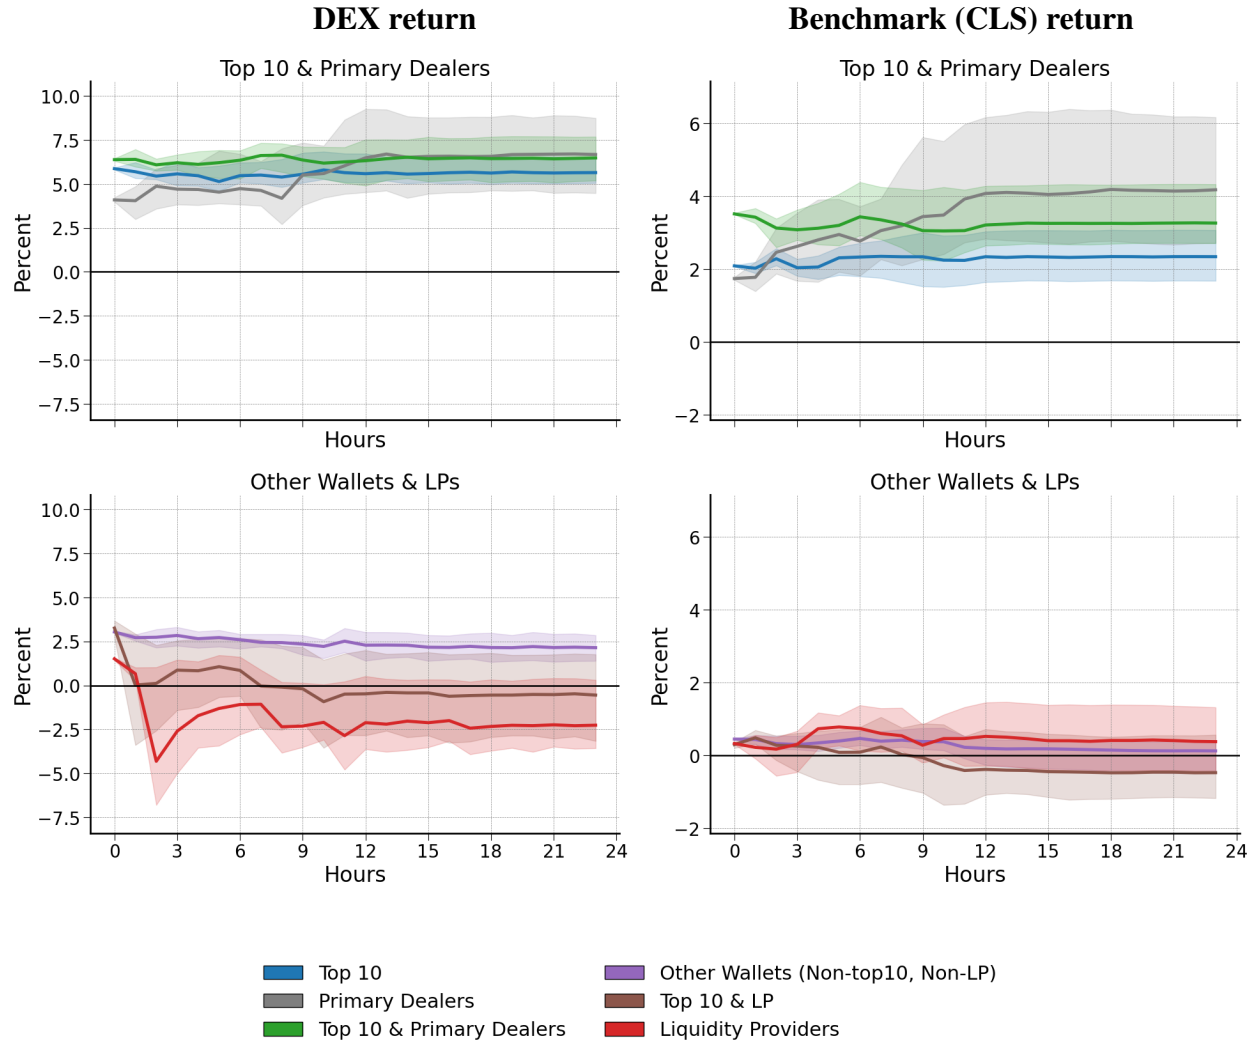 DEX return
Benchmark (CLS) return
Top 10 & Primary Dealers
Percent
10.0
7.5
5.0
2.5
0.0
−2.5
−5.0
−7.5
Hours
Top 10 & Primary Dealers
Percent
6
4
2
0
−2
Hours
Other Wallets & LPs
Percent
10.0
7.5
5.0
2.5
0.0
−2.5
−5.0
−7.5
0 3 6 9 12 15 18 21 24
Hours
Other Wallets & LPs
Percent
6
4
2
0
−2
0 3 6 9 12 15 18 21 24
Hours
Top 10
Primary Dealers
Top 10 & Primary Dealers
Other Wallets (Non-top10, Non-LP)
Top 10 & LP
Liquidity Providers